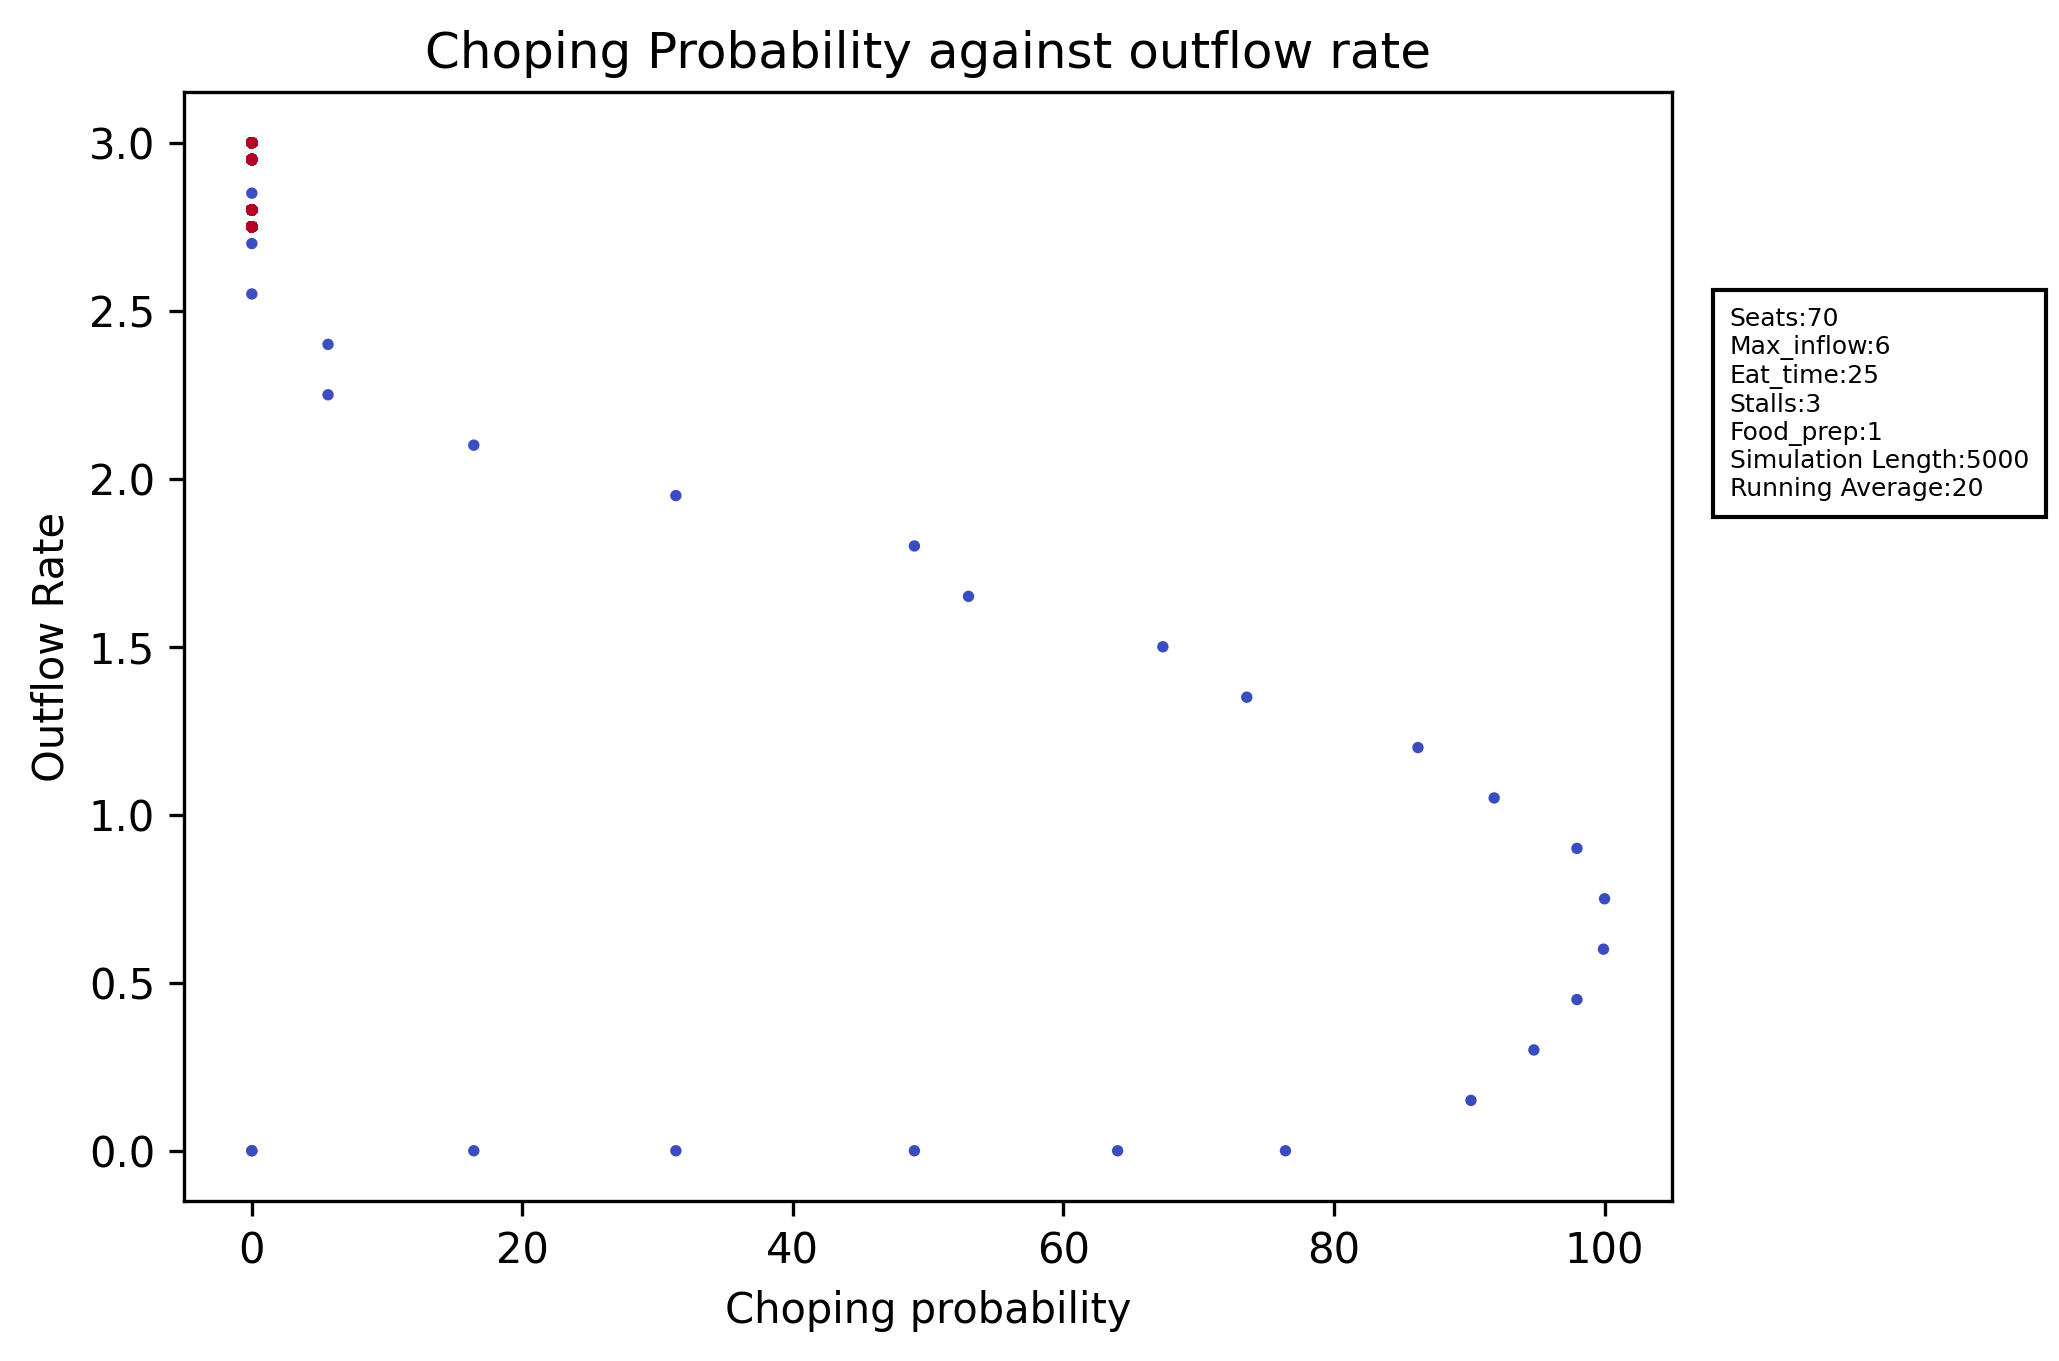 Choping Probability against outflow rate
3.0
2.5
2.0
1.5
1.0
0.5
0.0
Outflow Rate
0 20 40 60 80 100
Choping probability
Seats:70
Max_inflow:6
Eat_time:25
Stalls:3
Food_prep:1
Simulation Length:5000
Running Average:20